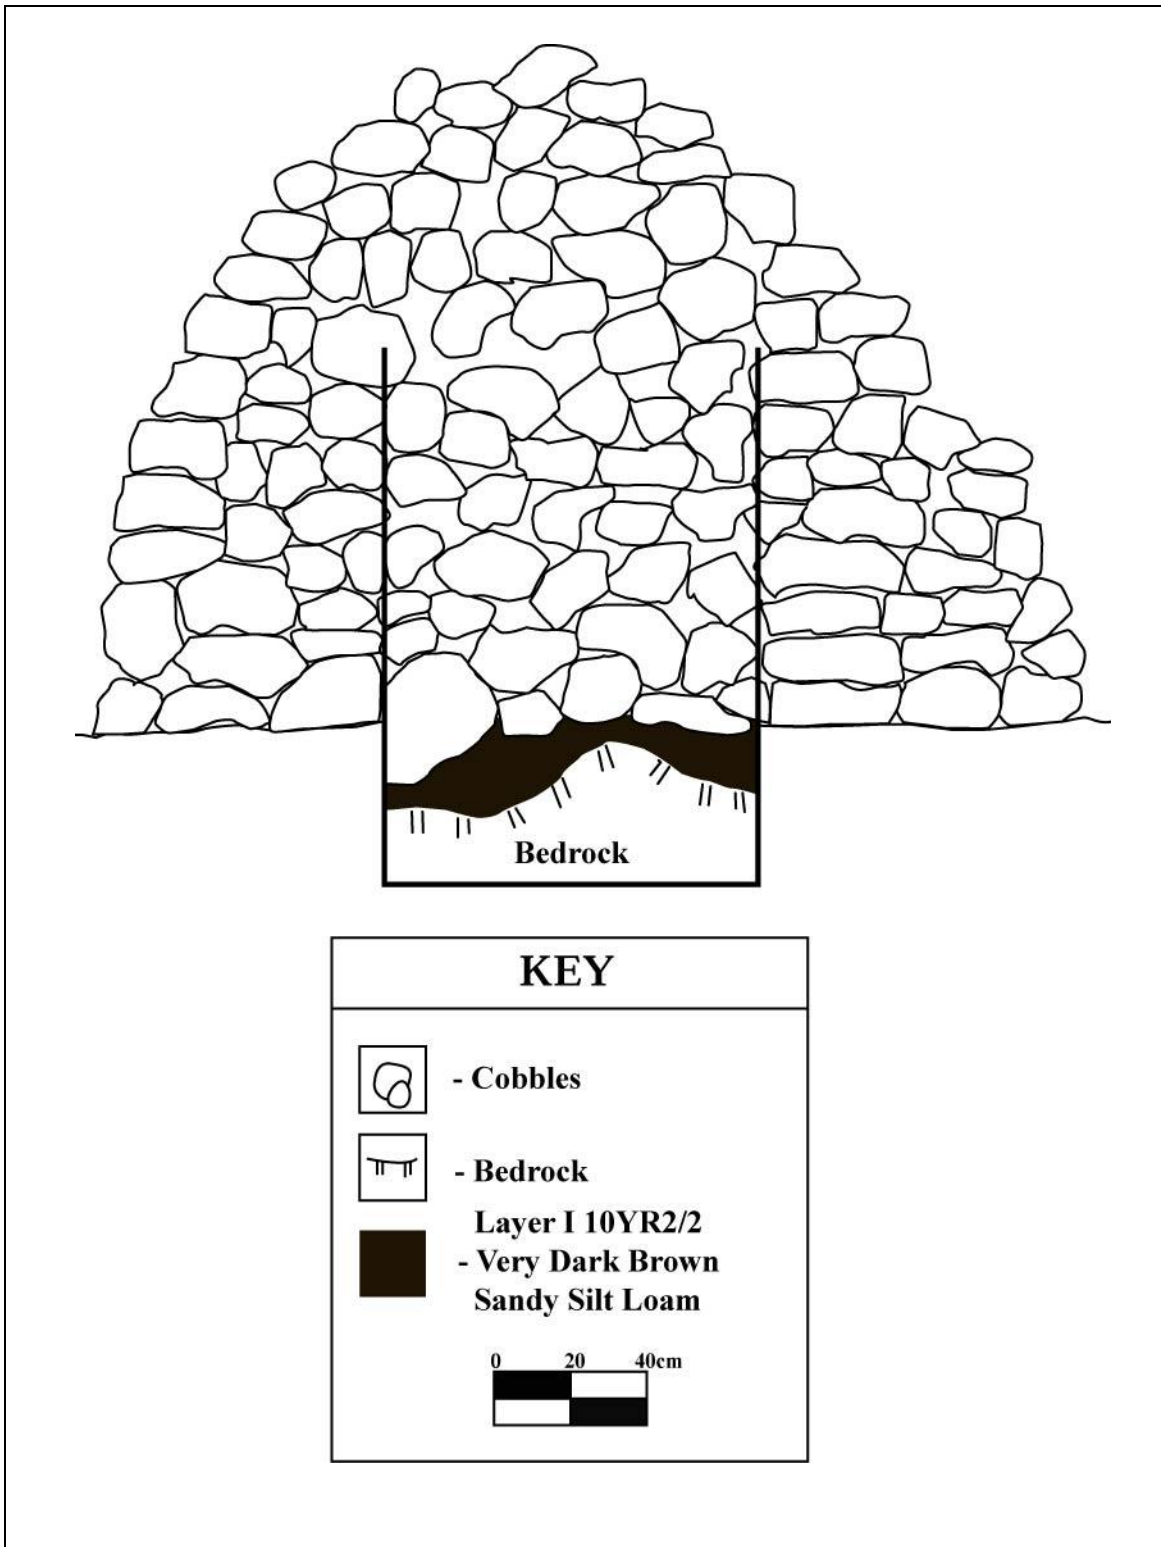 Bedrock
KEY
- Cobbles
- Bedrock
Layer I 10YR2/2
- Very Dark Brown
Sandy Silt Loam
0 20 40cm